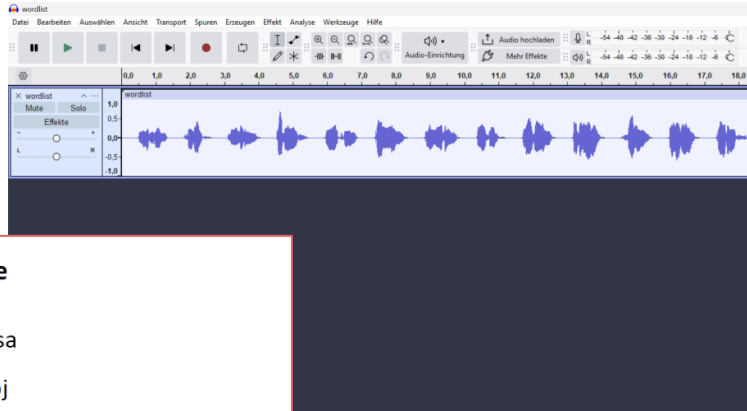 wordlist
Datei Bearbeiten Auswählen Ansicht Transport Spuren Erzeugen Effekt Analyse Werkzeuge Hilfe
Audio-Einrichtung
Audio hochladen
Mehr Effekte
L
R
-54 -48 -42 -36 -30 -24 -18 -12 -6
L
R
-54 -48 -42 -36 -30 -24 -18 -12 -6
0,0 1,0 2,0 3,0 4,0 5,0 6,0 7,0 8,0 9,0 10,0 11,0 12,0 13,0 14,0 15,0 16,0 17,0 18,0
wordlist
Mute Solo
Effekte
- +
L R
1,0
0,5
0,0
-0,5
-1,0
wordlist
e
sa
oj